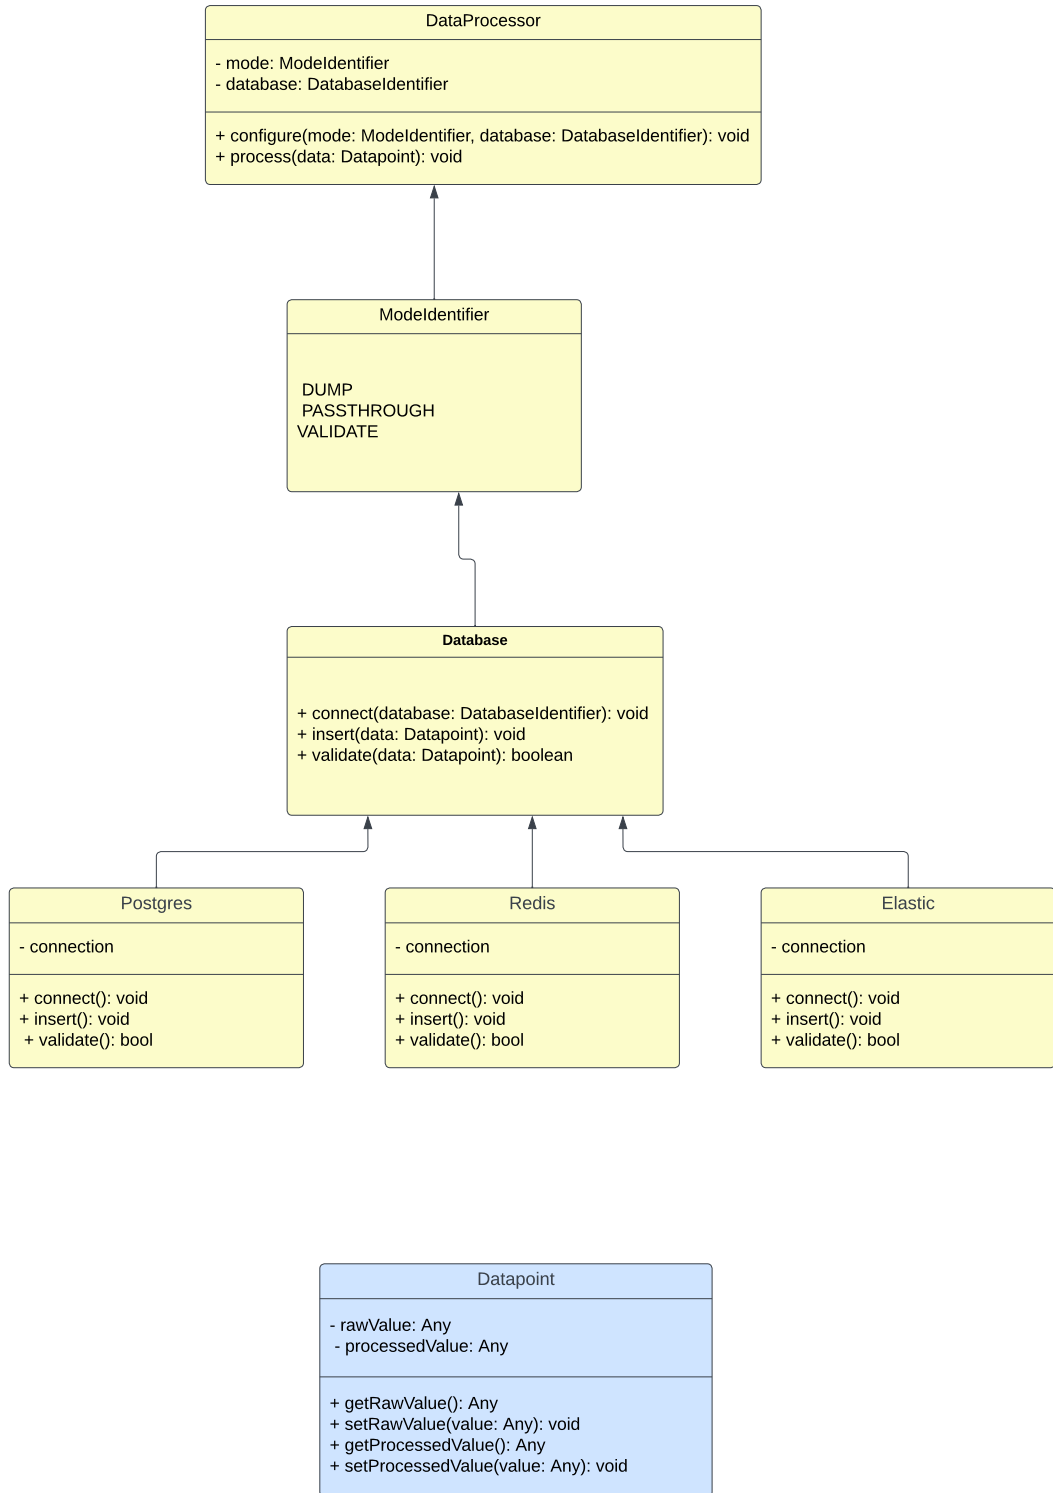 DataProcessor
- mode: ModeIdentifier
- database: DatabaseIdentifier
+ configure(mode: ModeIdentifier, database: DatabaseIdentifier): void
+ process(data: Datapoint): void
ModeIdentifier
DUMP
PASSTHROUGH
VALIDATE
Database
+ connect(database: DatabaseIdentifier): void
+ insert(data: Datapoint): void
+ validate(data: Datapoint): boolean
Postgres
- connection
+ connect(): void
+ insert(): void
+ validate(): bool
Redis
- connection
+ connect(): void
+ insert(): void
+ validate(): bool
Elastic
- connection
+ connect(): void
+ insert(): void
+ validate(): bool
Datapoint
- rawValue: Any
- processedValue: Any
+ getRawValue(): Any
+ setRawValue(value: Any): void
+ getProcessedValue(): Any
+ setProcessedValue(value: Any): void